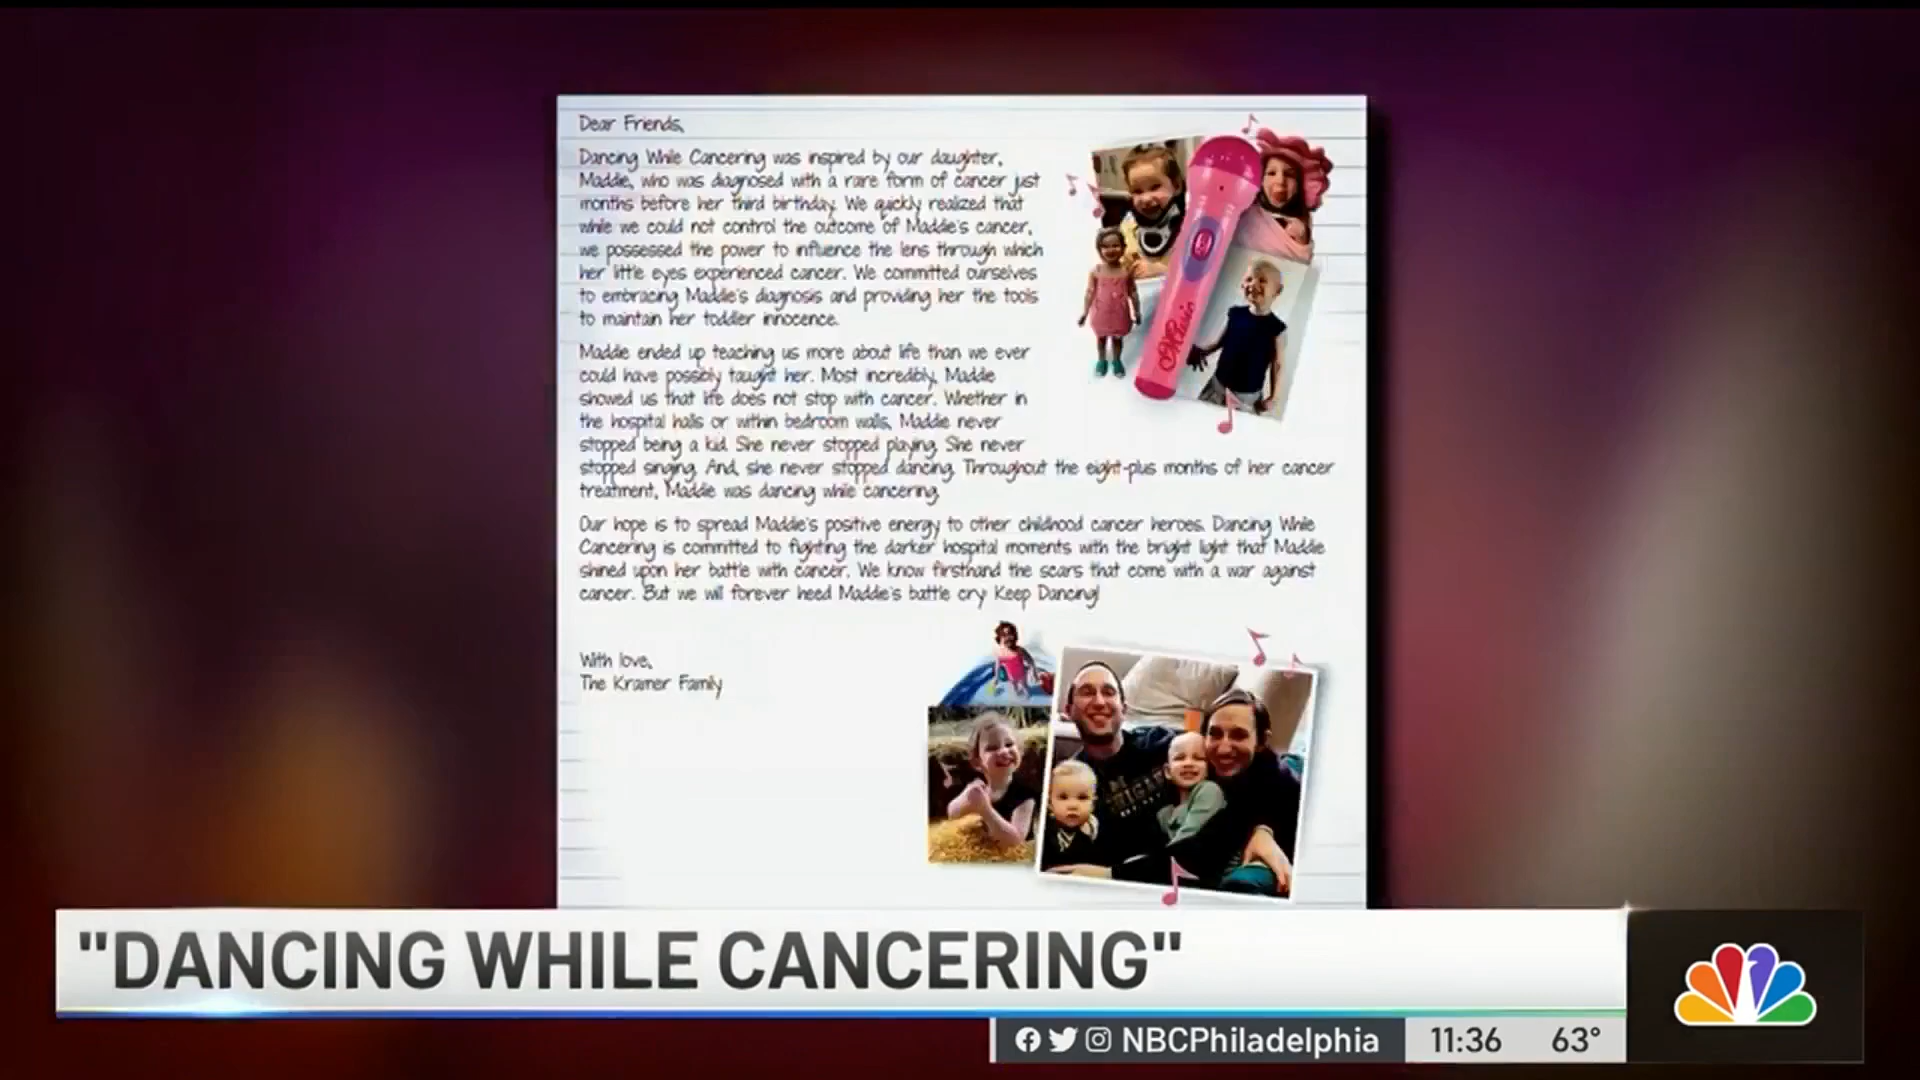 Dear Friends,
Dancing While Cancering was inspired by our daughter,
Maddie, who was diagnosed with a rare form of cancer just
months before her third birthday. We quickly realized that
while we could not control the outcome of Maddie's cancer,
we possessed the power to influence the lens through which
her little eyes experienced cancer. We committed ourselves
to embracing Maddie's diagnosis and providing her the tools
to maintain her toddler innocence.
Maddie ended up teaching us more about life than we ever
could have possibly taught her. Most incredibly, Maddie
showed us that life does not stop with cancer. Whether in
the hospital halls or within bedroom walls, Maddie never
stopped being a kid. She never stopped playing. She never
stopped singing. And, she never stopped dancing. Throughout the eight-plus months of her cancer
treatment, Maddie was dancing while cancering.
Our hope is to spread Maddie's positive energy to other childhood cancer heroes. Dancing While
Cancering is committed to fighting the darker hospital moments with the bright light that Maddie
shined upon her battle with cancer. We know firsthand the scars that come with a war against
cancer. But we will forever heed Maddie's battle cry: Keep Dancing!
With love,
The Kramer Family
Music
"DANCING WHILE CANCERING"
NBCPhiladelphia 11:36 63°